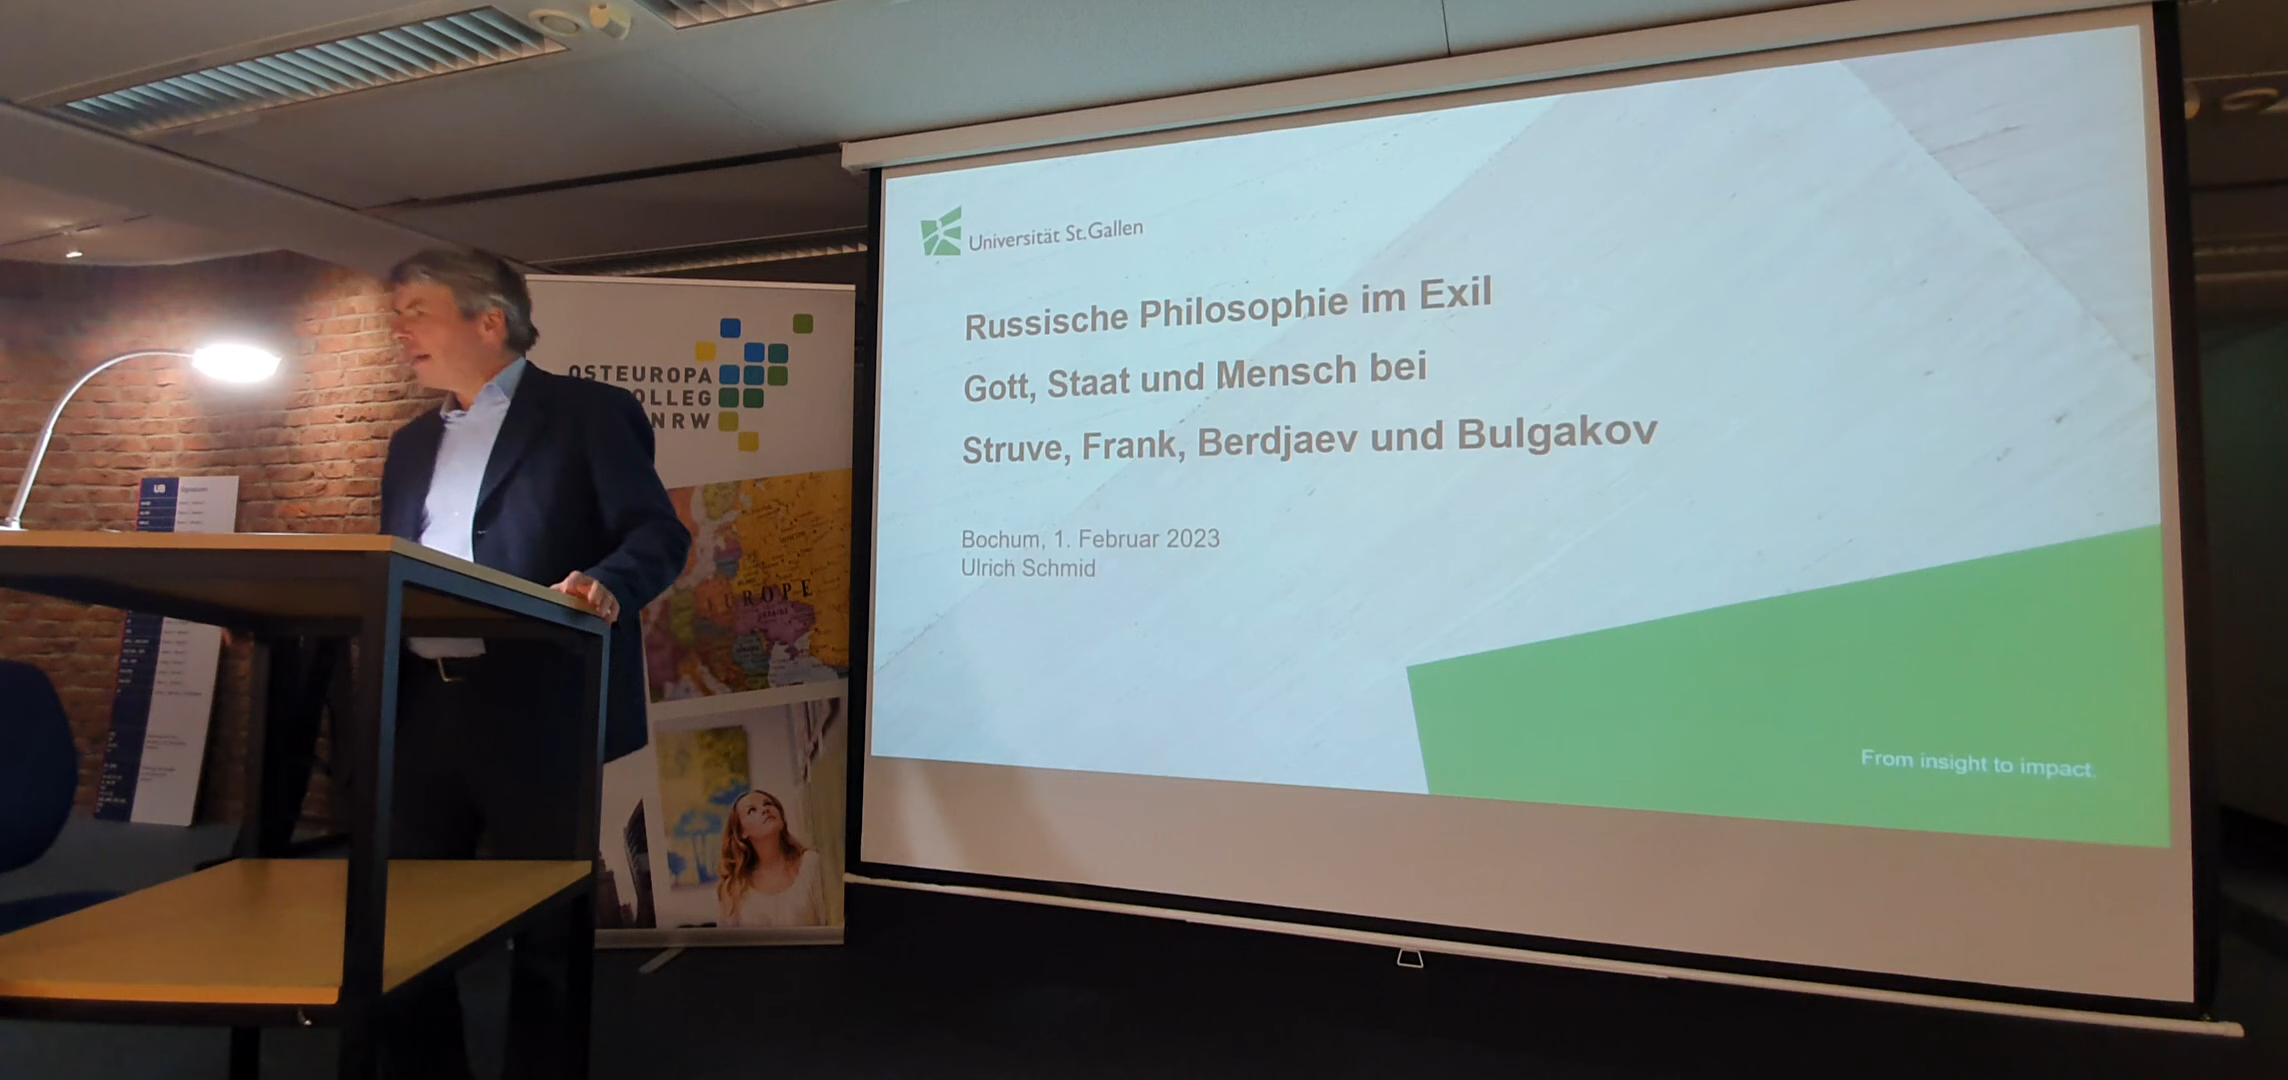 Universität St.Gallen
Russische Philosophie im Exil
Gott, Staat und Mensch bei
Struve, Frank, Berdjaev und Bulgakov
Bochum, 1. Februar 2023
Ulrich Schmid
From insight to impact.
OSTEUROPA
OLLEG
NRW
EUROPE
UB